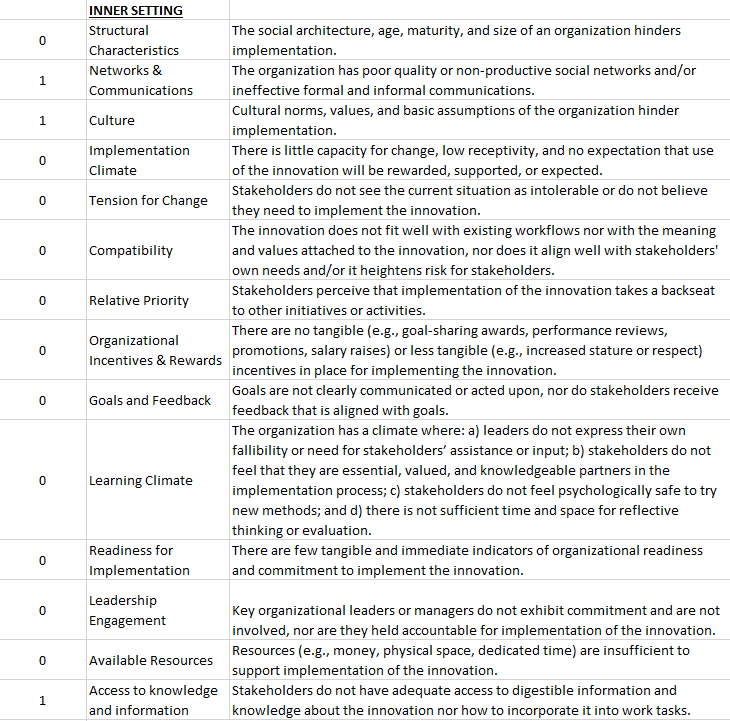 INNER SETTING
0
Structural
Characteristics
The social architecture, age, maturity, and size of an organization hinders
implementation.
1
Networks &
Communications
The organization has poor quality or non-productive social networks and/or
ineffective formal and informal communications.
1
Culture
Cultural norms, values, and basic assumptions of the organization hinder
implementation.
0
Implementation
Climate
There is little capacity for change, low receptivity, and no expectation that use
of the innovation will be rewarded, supported, or expected.
0
Tension for Change
Stakeholders do not see the current situation as intolerable or do not believe
they need to implement the innovation.
0
Compatibility
The innovation does not fit well with existing workflows nor with the meaning
and values attached to the innovation, nor does it align well with stakeholders'
own needs and/or it heightens risk for stakeholders.
0
Relative Priority
Stakeholders perceive that implementation of the innovation takes a backseat
to other initiatives or activities.
0
Organizational
Incentives & Rewards
There are no tangible (e.g., goal-sharing awards, performance reviews,
promotions, salary raises) or less tangible (e.g., increased stature or respect)
incentives in place for implementing the innovation.
0
Goals and Feedback
Goals are not clearly communicated or acted upon, nor do stakeholders receive
feedback that is aligned with goals.
0
Learning Climate
The organization has a climate where: a) leaders do not express their own
fallibility or need for stakeholders’ assistance or input; b) stakeholders do not
feel that they are essential, valued, and knowledgeable partners in the
implementation process; c) stakeholders do not feel psychologically safe to try
new methods; and d) there is not sufficient time and space for reflective
thinking or evaluation.
0
Readiness for
Implementation
There are few tangible and immediate indicators of organizational readiness
and commitment to implement the innovation.
0
Leadership
Engagement
Key organizational leaders or managers do not exhibit commitment and are not
involved, nor are they held accountable for implementation of the innovation.
0
Available Resources
Resources (e.g., money, physical space, dedicated time) are insufficient to
support implementation of the innovation.
1
Access to knowledge
and information
Stakeholders do not have adequate access to digestible information and
knowledge about the innovation nor how to incorporate it into work tasks.